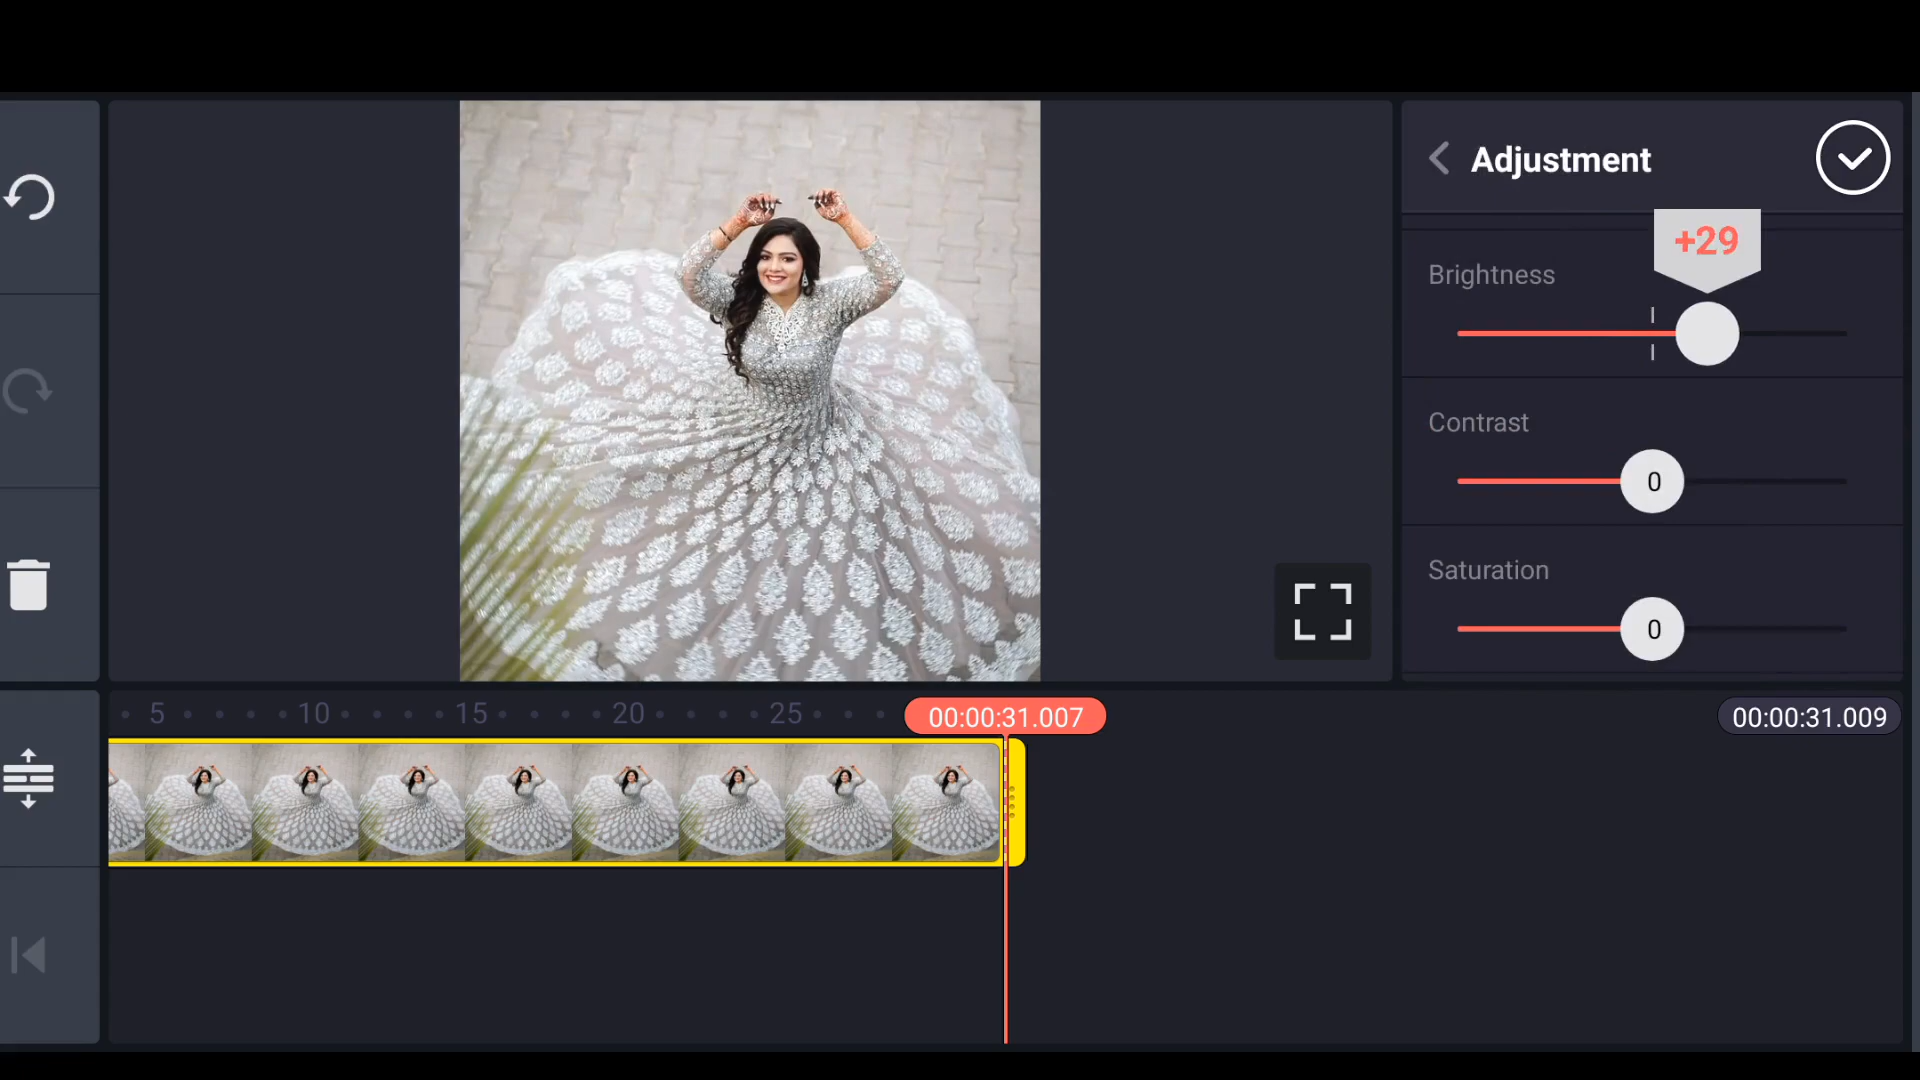 Adjustment
+29
Brightness
Contrast
0
Saturation
0
5 10 15 20 25 00:00:31.007 00:00:31.009